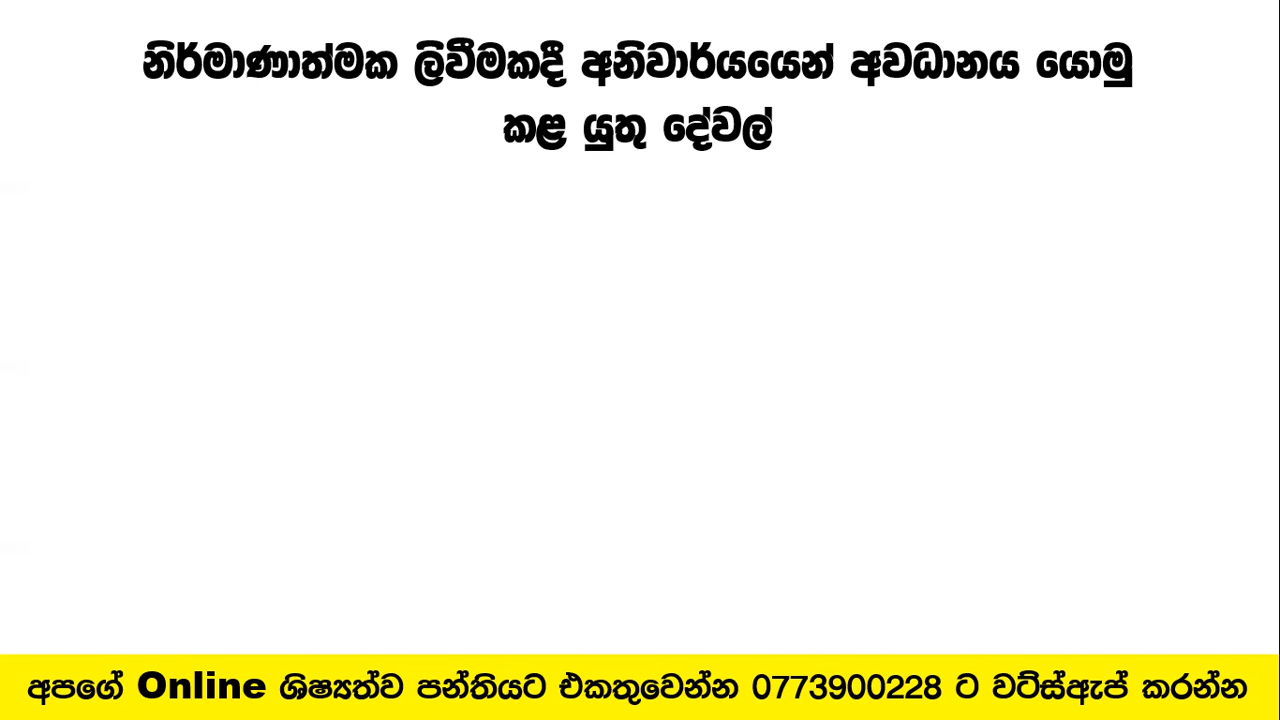 නිර්මාණාත්මක ලිවීමකදී අනිවාර්යයෙන් අවධානය යොමු
කළ යුතු දේවල්
අපගේ Online ශිෂ්‍යත්ව පන්තියට එකතුවෙන්න 0773900228 ට වට්ස්ඇප් කරන්න